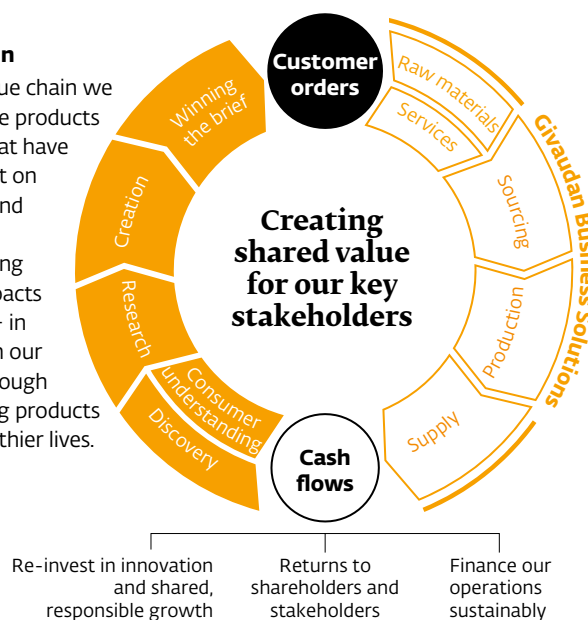 n
ue chain we
e products
at have
t on
nd
ng
pacts
- in
n our
ough
g products
thier lives.
Customer
orders
Winning
the brief
Creation
Research
Consumer
understanding
Discovery
Raw materials
Services
Sourcing
Production
Supply
Givaudan Business Solutions
Creating
shared value
for our key
stakeholders
Cash
flows
Re-invest in innovation
and shared,
responsible growth
Returns to
shareholders and
stakeholders
Finance our
operations
sustainably